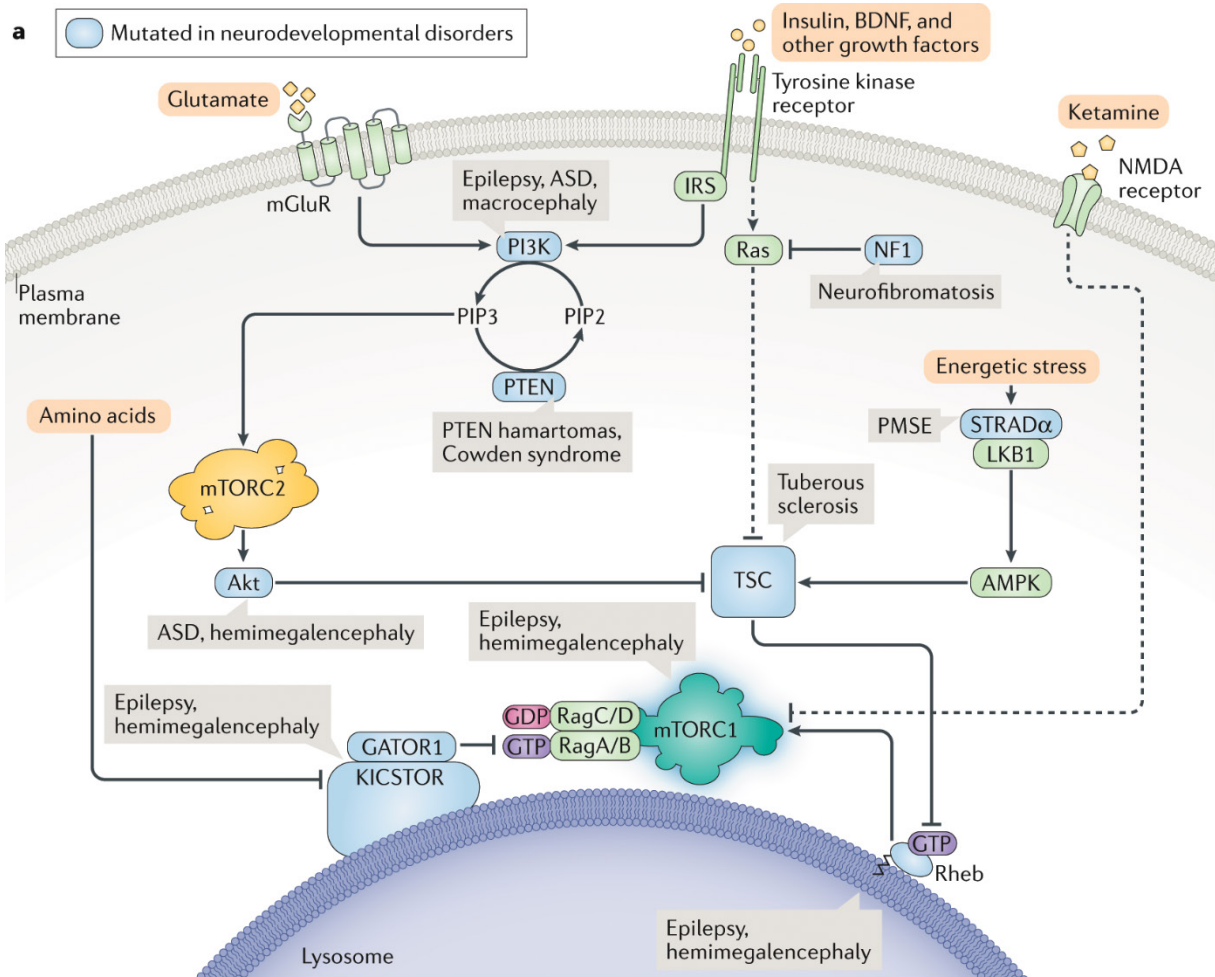 a
Mutated in neurodevelopmental disorders
Insulin, BDNF, and
other growth factors
Tyrosine kinase
receptor
Glutamate
Ketamine
NMDA
receptor
mGluR
Epilepsy, ASD,
macrocephaly
IRS
PI3K
Ras
NF1
Neurofibromatosis
Plasma
membrane
PIP3
PIP2
PTEN
PTEN hamartomas,
Cowden syndrome
Energetic stress
PMSE
STRADα
LKB1
Amino acids
mTORC2
Tuberous
sclerosis
Akt
TSC
AMPK
ASD, hemimegalencephaly
Epilepsy,
hemimegalencephaly
Epilepsy,
hemimegalencephaly
GDP
RagC/D
GTP
RagA/B
mTORC1
GATOR1
KICSTOR
GTP
Rheb
Epilepsy,
hemimegalencephaly
Lysosome